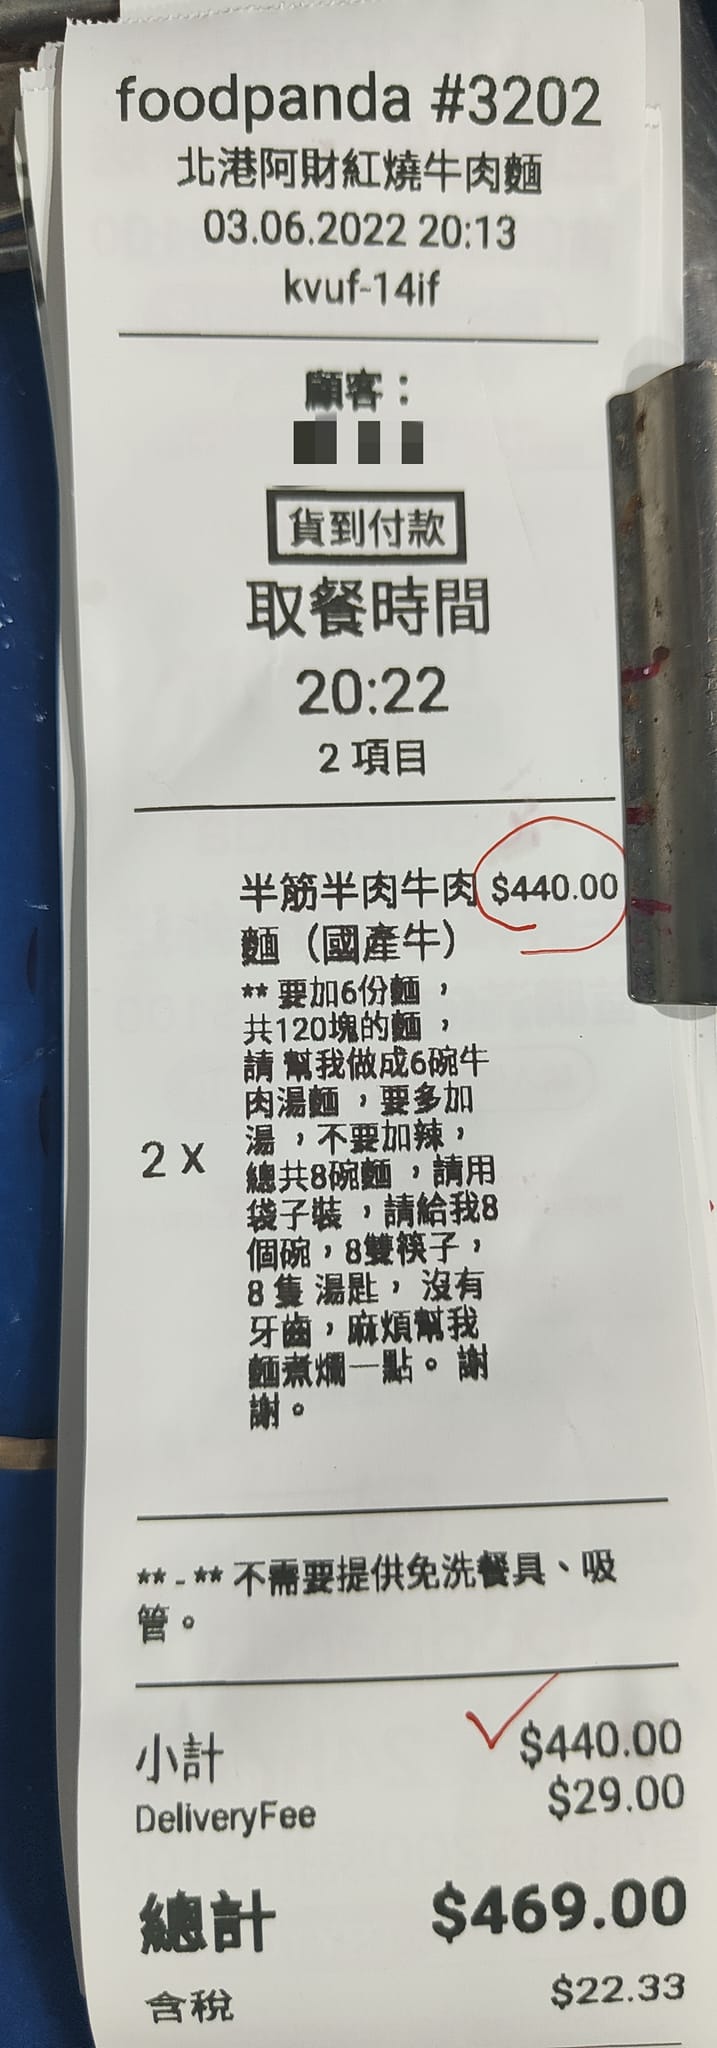 foodpanda #3202
北港阿財紅燒牛肉麵
03.06.2022 20:13
kvuf-14if
顧客：
貨到付款
取餐時間
20:22
2 項目
半筋半肉牛肉 $440.00
麵（國產牛）
** 要加6份麵，
共120塊的麵，
請 幫我做成6碗牛
肉湯麵，要多加
2 X 湯，不要加辣，
總共8碗麵，請用
袋子裝，請給我8
個碗，8雙筷子，
8 隻 湯匙， 沒有
牙齒，麻煩幫我
麵煮爛一點。 謝
謝。
** - ** 不需要提供免洗餐具、吸
管。
小計 $440.00
DeliveryFee $29.00
總計 $469.00
含稅 $22.33